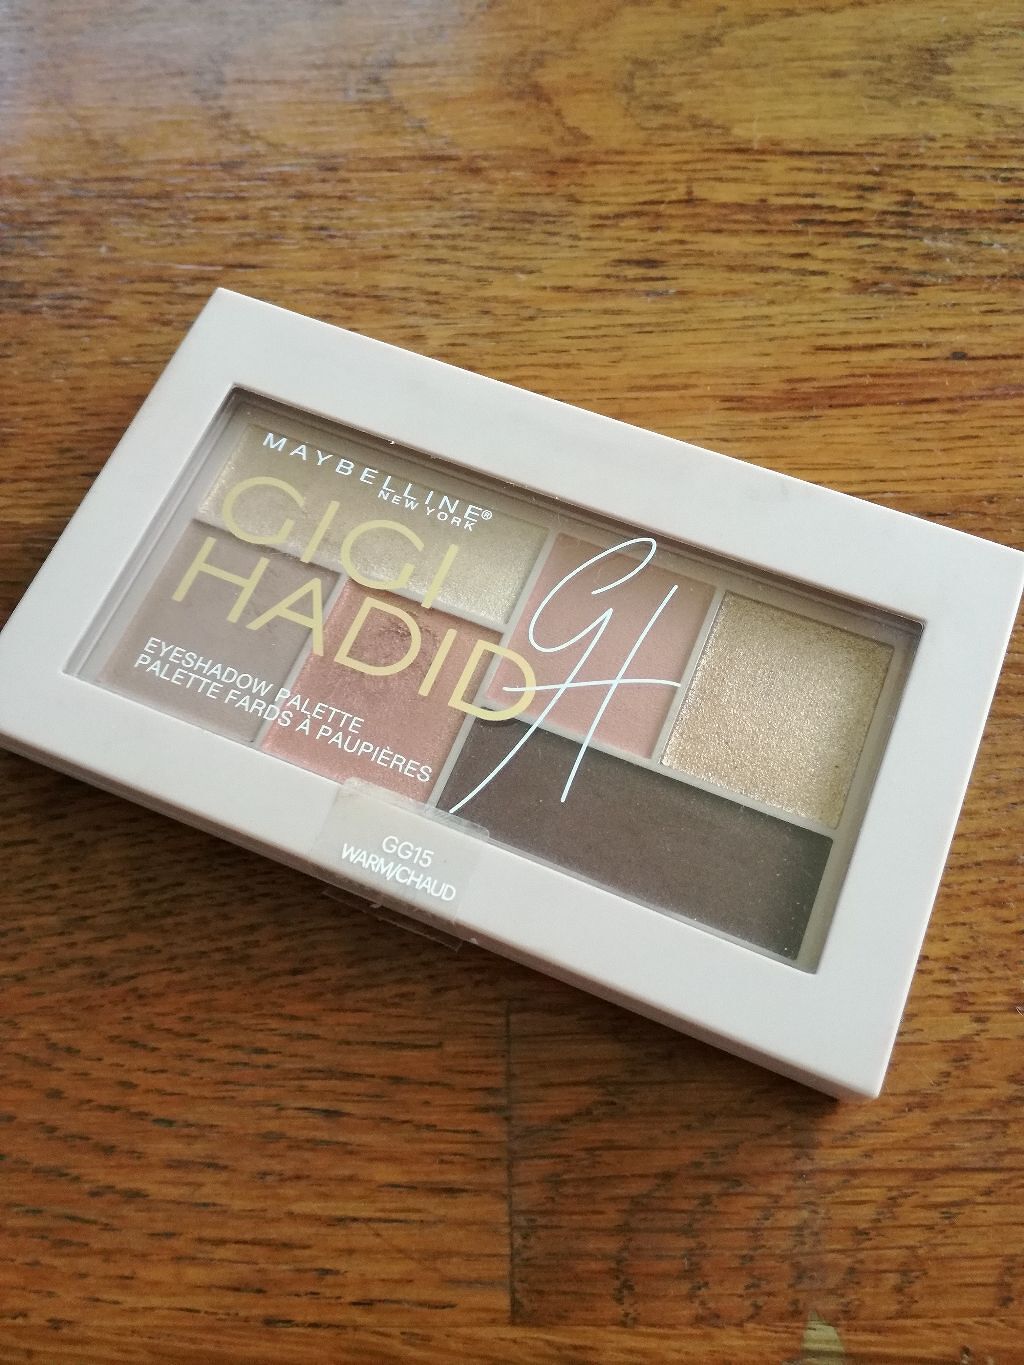 MAYBELLINE®
NEW YORK
GIGI
HADID
GH
EYESHADOW PALETTE
PALETTE FARDS À PAUPIÈRES
GG15
WARM/CHAUD